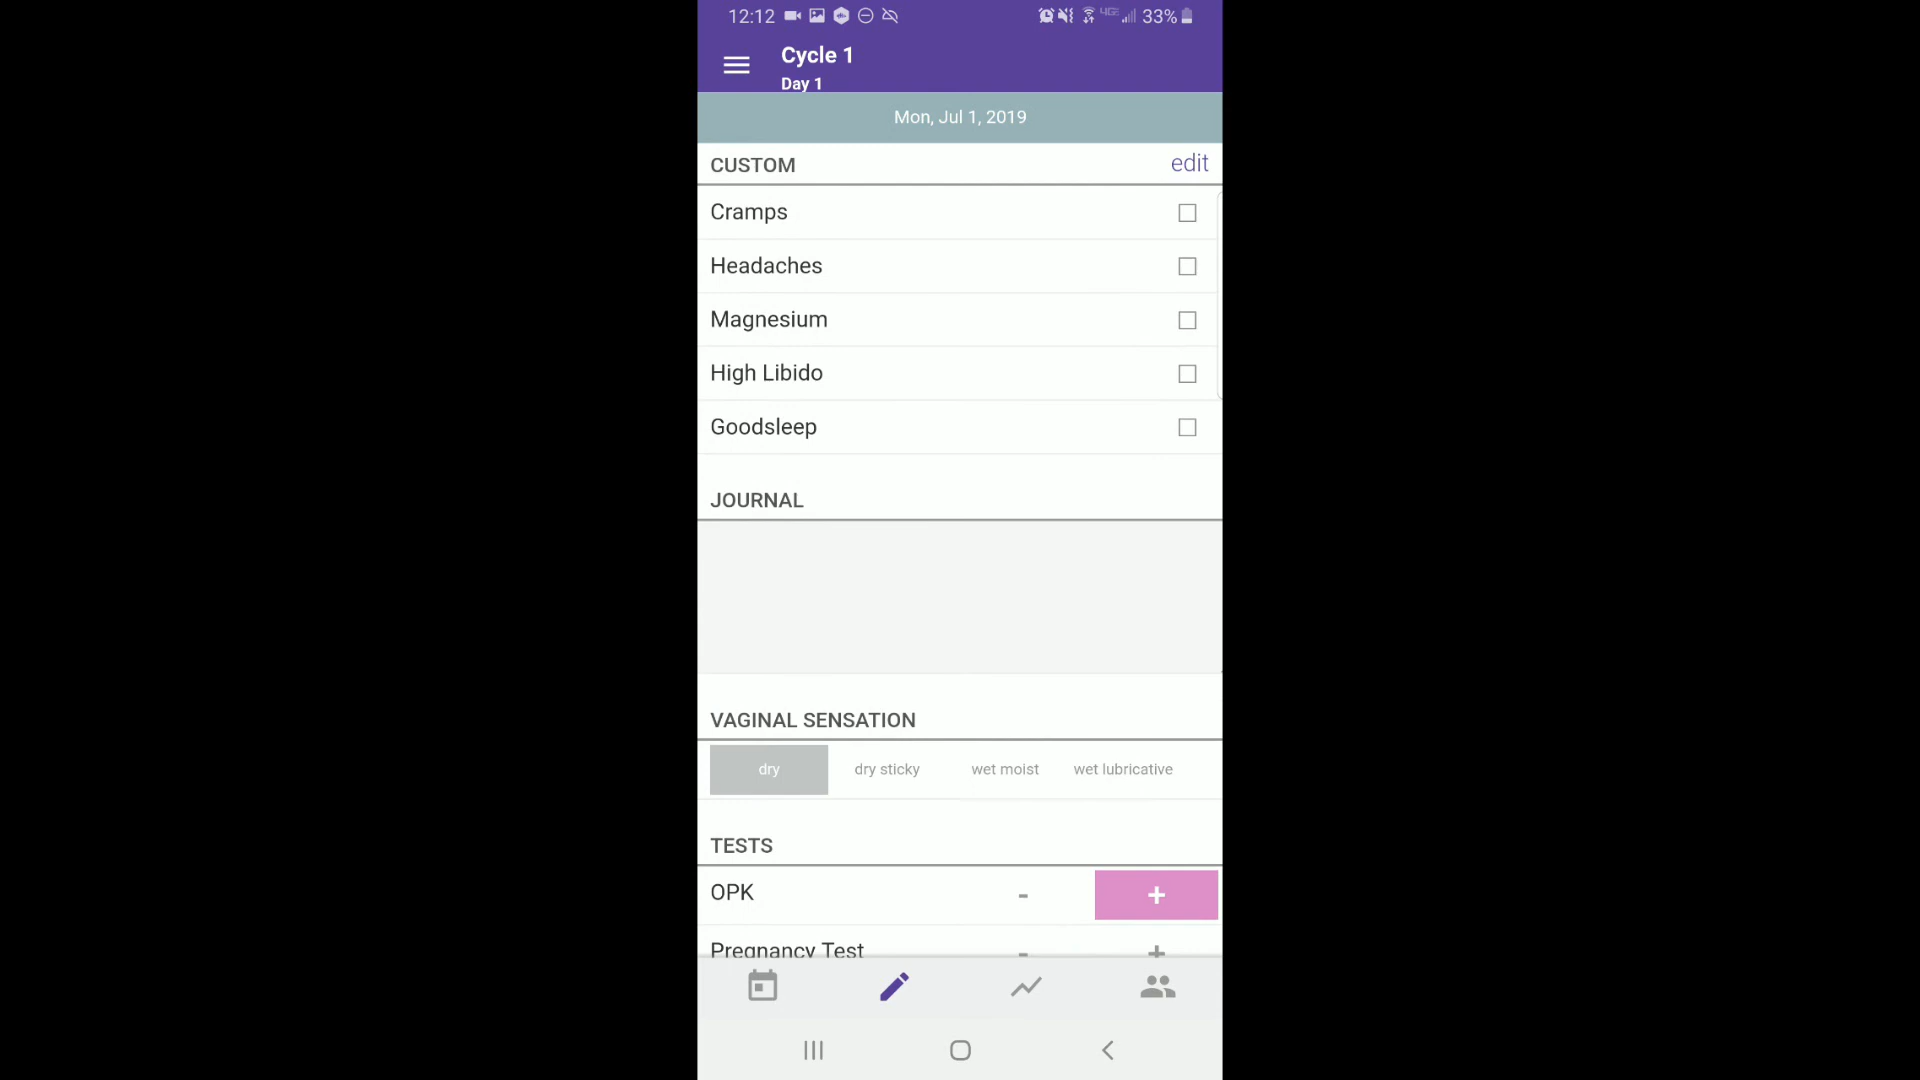 12:12 33%
Cycle 1
Day 1
Mon, Jul 1, 2019
CUSTOM edit
Cramps
Headaches
Magnesium
High Libido
Goodsleep
JOURNAL
VAGINAL SENSATION
dry dry sticky wet moist wet lubricative
TESTS
OPK - +
Pregnancy Test - +